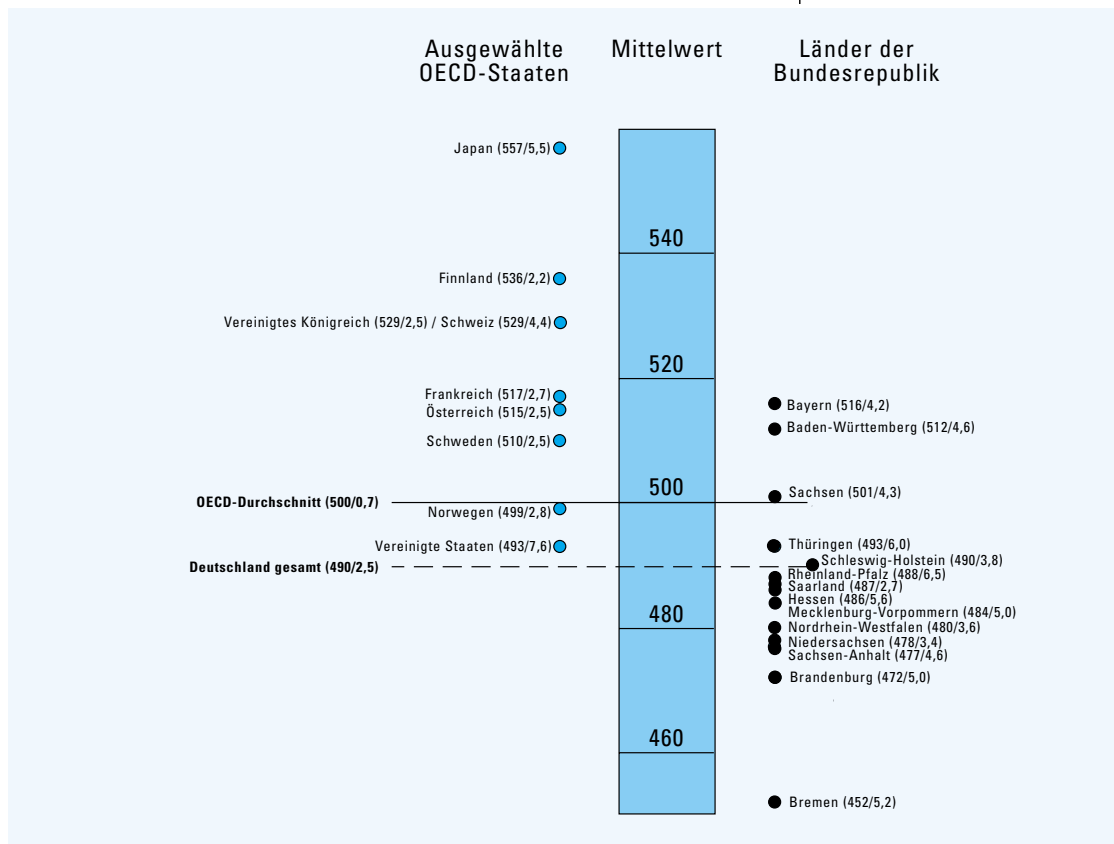 Ausgewählte
OECD-Staaten
Mittelwert
Länder der
Bundesrepublik
Japan (557/5,5)
540
Finnland (536/2,2)
Vereinigtes Königreich (529/2,5) / Schweiz (529/4,4)
520
Frankreich (517/2,7)
Österreich (515/2,5)
Bayern (516/4,2)
Baden-Württemberg (512/4,6)
Schweden (510/2,5)
500
Sachsen (501/4,3)
OECD-Durchschnitt (500/0,7)
Norwegen (499/2,8)
Vereinigte Staaten (493/7,6)
Thüringen (493/6,0)
Schleswig-Holstein (490/3,8)
Deutschland gesamt (490/2,5)
Rheinland-Pfalz (488/6,5)
Saarland (487/2,7)
Hessen (486/5,6)
Mecklenburg-Vorpommern (484/5,0)
480
Nordrhein-Westfalen (480/3,6)
Niedersachsen (478/3,4)
Sachsen-Anhalt (477/4,6)
Brandenburg (472/5,0)
460
Bremen (452/5,2)